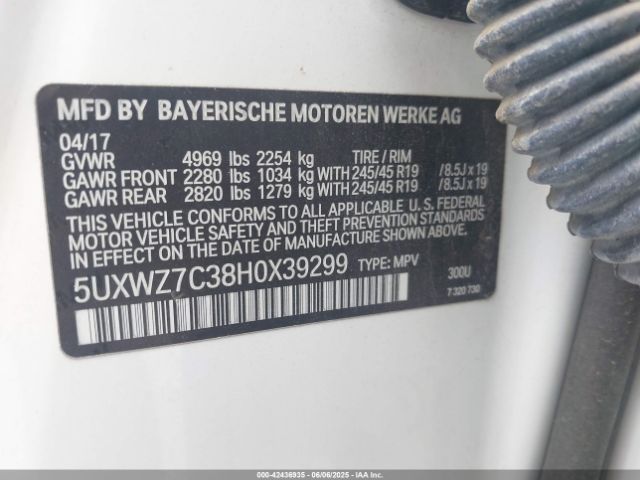 MFD BY BAYERISCHE MOTOREN WERKE AG
04/17
GVWR 4969 lbs 2254 kg TIRE / RIM
GAWR FRONT 2280 lbs 1034 kg WITH 245/45 R19 / 8.5J x 19
GAWR REAR 2820 lbs 1279 kg WITH 245/45 R19 / 8.5J x 19
THIS VEHICLE CONFORMS TO ALL APPLICABLE U.S. FEDERAL
MOTOR VEHICLE SAFETY AND THEFT PREVENTION STANDARDS
IN EFFECT ON THE DATE OF MANUFACTURE SHOWN ABOVE.
5UXWZ7C38H0X39299 TYPE: MPV 300U
7 320 730
000-42436935 - 06/06/2025 - IAA Inc.